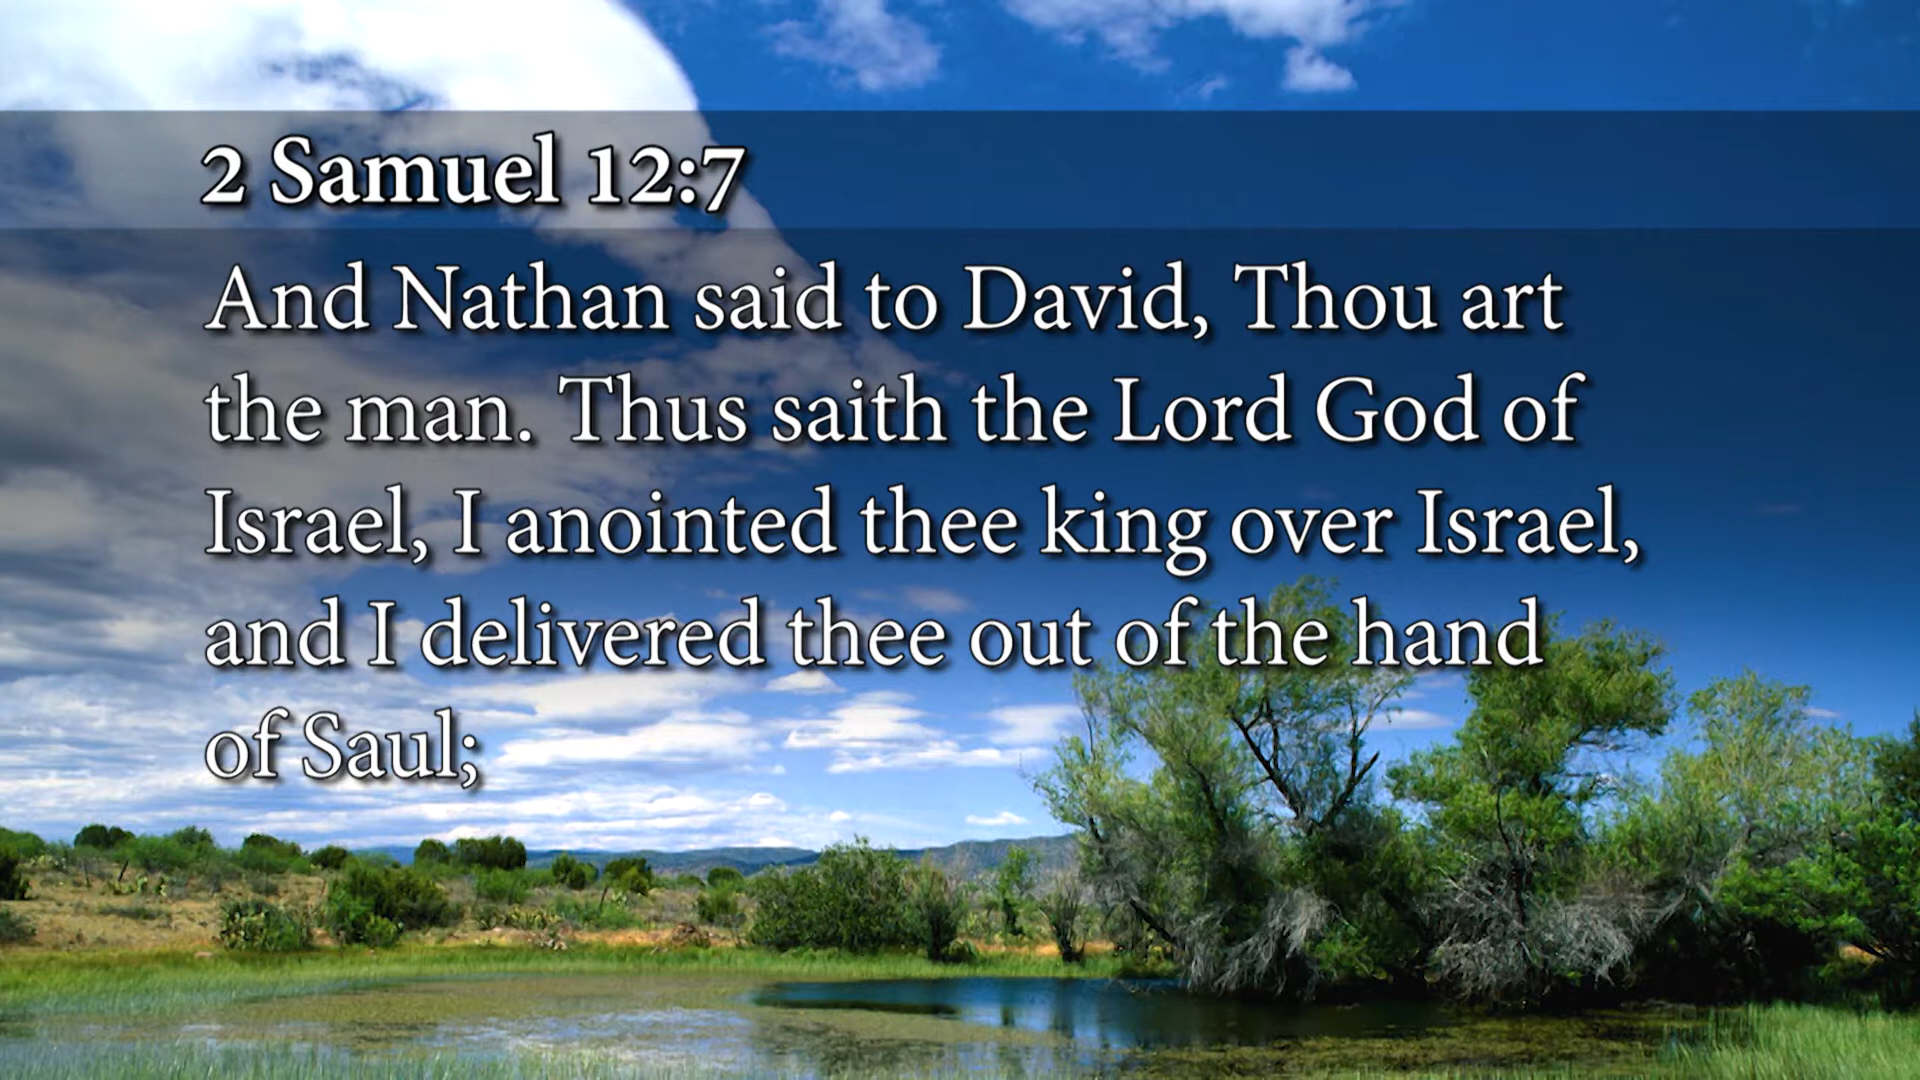 2 Samuel 12:7
And Nathan said to David, Thou art
the man. Thus saith the Lord God of
Israel, I anointed thee king over Israel,
and I delivered thee out of the hand
of Saul;